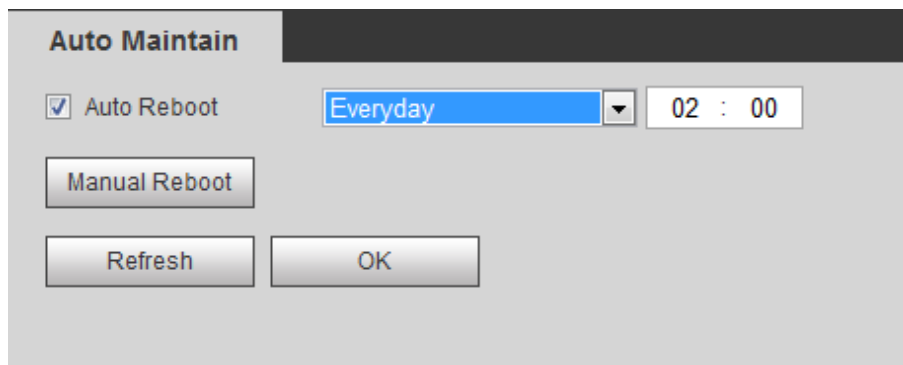 Auto Maintain
Auto Reboot Everyday 02 : 00
Manual Reboot
Refresh OK